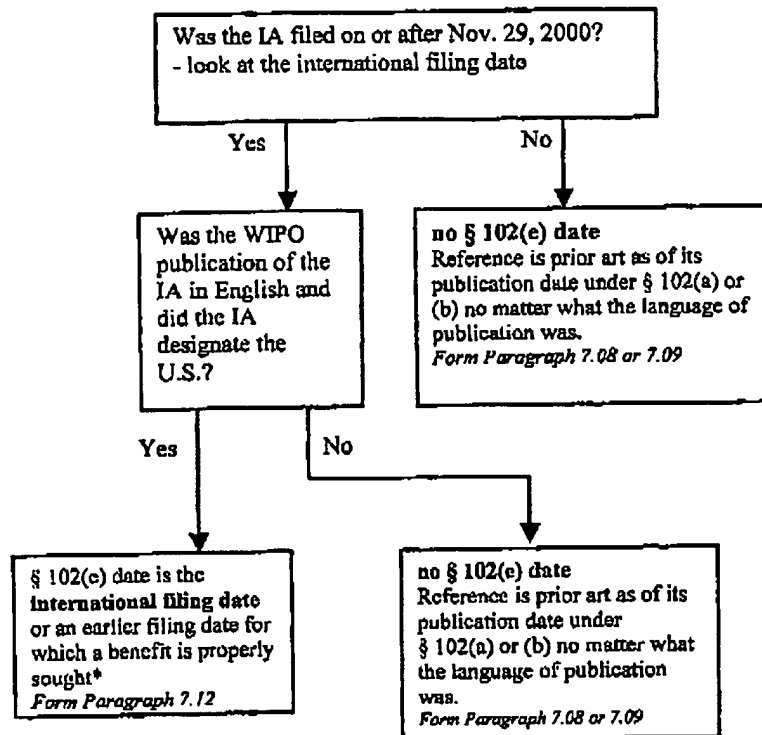 Was the IA filed on or after Nov. 29, 2000?
- look at the international filing date
Yes
No
Was the WIPO
publication of the
IA in English and
did the IA
designate the
U.S.?
no § 102(e) date
Reference is prior art as of its
publication date under § 102(a) or
(b) no matter what the language of
publication was.
Form Paragraph 7.08 or 7.09
Yes
No
§ 102(e) date is the
international filing date
or an earlier filing date for
which a benefit is properly
sought*
Form Paragraph 7.12
no § 102(e) date
Reference is prior art as of its
publication date under
§ 102(a) or (b) no matter what
the language of publication
was.
Form Paragraph 7.08 or 7.09